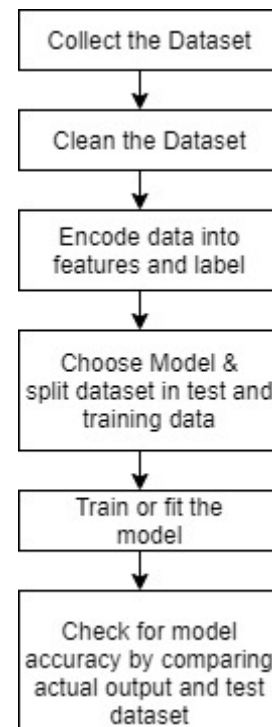 Collect the Dataset
Clean the Dataset
Encode data into
features and label
Choose Model &
split dataset in test and
training data
Train or fit the
model
Check for model
accuracy by comparing
actual output and test
dataset